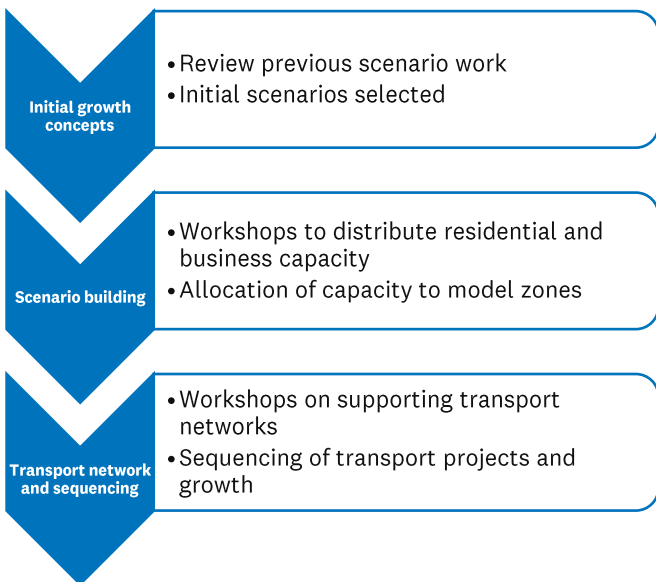 Initial growth
concepts
• Review previous scenario work
• Initial scenarios selected
Scenario building
• Workshops to distribute residential and
business capacity
• Allocation of capacity to model zones
Transport network
and sequencing
• Workshops on supporting transport
networks
• Sequencing of transport projects and
growth